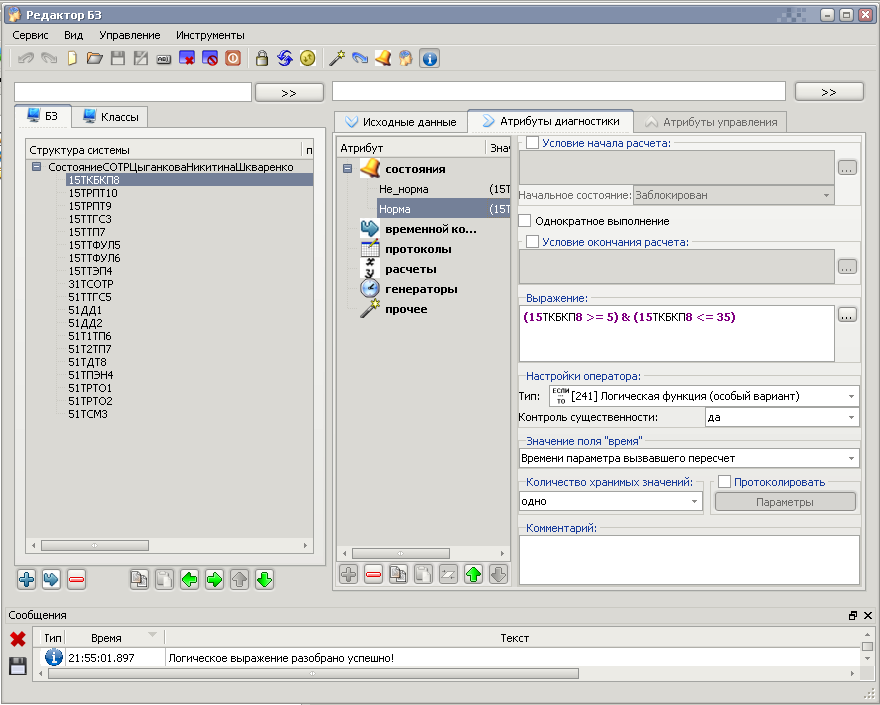 Редактор БЗ
Сервис Вид Управление Инструменты
>> >>
БЗ Классы
Исходные данные Атрибуты диагностики Атрибуты управления
Структура системы п
СостояниеСОТРЦыганковаНикитинаШкваренко
15ТКБКП8
15ТРПТ10
15ТРПТ9
15ТТГС3
15ТТП7
15ТТФУЛ5
15ТТФУЛ6
15ТТЭП4
31ТСОТР
51ТТГС5
51ДД1
51ДД2
51Т1ТП6
51Т2ТП7
51ТДТ8
51ТПЭН4
51ТРТО1
51ТРТО2
51ТСМ3
Атрибут Знач
состояния
Не_норма (15Т
Норма (15Т
временной ко...
протоколы
расчеты
генераторы
прочее
Условие начала расчета:
...
Начальное состояние: Заблокирован
Однократное выполнение
Условие окончания расчета:
...
Выражение:
(15ТКБКП8 >= 5) & (15ТКБКП8 <= 35)
...
Настройки оператора:
Тип: ЕСЛИ ТО [241] Логическая функция (особый вариант)
Контроль существенности: да
Значение поля "время"
Времени параметра вызвавшего пересчет
Количество хранимых значений: Протоколировать
одно Параметры
Комментарий:
Сообщения
Тип Время Текст
21:55:01.897 Логическое выражение разобрано успешно!